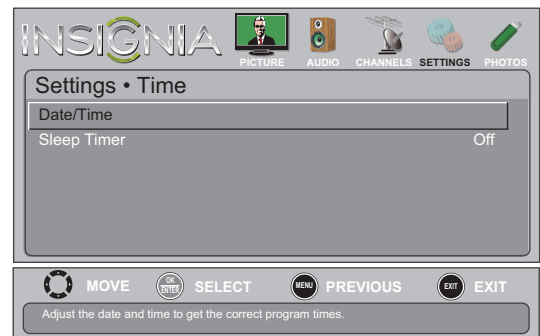 INSIGNIA
PICTURE AUDIO CHANNELS SETTINGS PHOTOS
Settings • Time
Date/Time
Sleep Timer Off
MOVE OK ENTER SELECT MENU PREVIOUS EXIT EXIT
Adjust the date and time to get the correct program times.